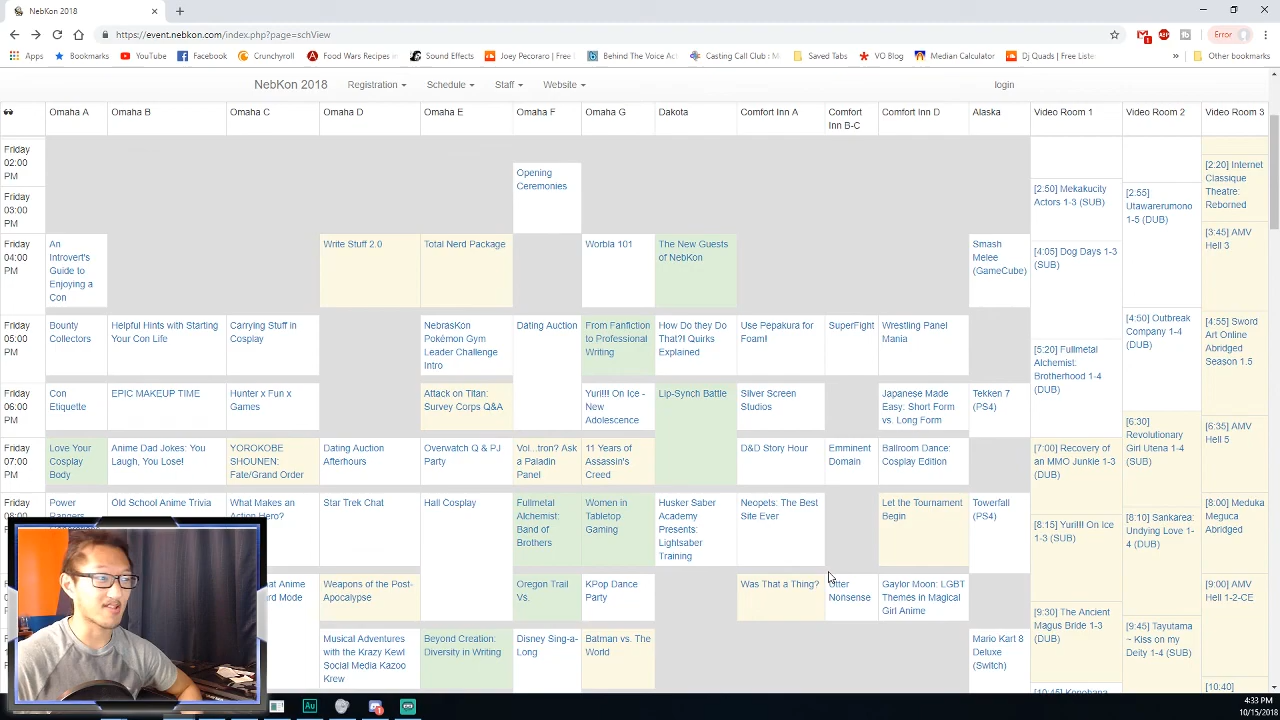 NebKon 2018
https://event.nebkon.com/index.php?page=schView
Error
Apps
Bookmarks
YouTube
Facebook
Crunchyroll
Food Wars Recipes in
Sound Effects
Joey Pecoraro | Free
Behind The Voice Act
Casting Call Club : M
Saved Tabs
VO Blog
Median Calculator
Dj Quads | Free Liste
»
Other bookmarks
NebKon 2018
Registration
Schedule
Staff
Website
login
Omaha A
Omaha B
Omaha C
Omaha D
Omaha E
Omaha F
Omaha G
Dakota
Comfort Inn A
Comfort
Inn B-C
Comfort Inn D
Alaska
Video Room 1
Video Room 2
Video Room 3
Friday
02:00
PM
Opening
Ceremonies
[2:20] Internet
Classique
Theatre:
Reborned
Friday
03:00
PM
[2:50] Mekakucity
Actors 1-3 (SUB)
[2:55]
Utawarerumono
1-5 (DUB)
[3:45] AMV
Hell 3
Friday
04:00
PM
An
Introvert's
Guide to
Enjoying a
Con
Write Stuff 2.0
Total Nerd Package
Worbla 101
The New Guests
of NebKon
Smash
Melee
(GameCube)
[4:05] Dog Days 1-3
(SUB)
[4:50] Outbreak
Company 1-4
(DUB)
[4:55] Sword
Art Online
Abridged
Season 1.5
Friday
05:00
PM
Bounty
Collectors
Helpful Hints with Starting
Your Con Life
Carrying Stuff in
Cosplay
NebrasKon
Pokémon Gym
Leader Challenge
Intro
Dating Auction
From Fanfiction
to Professional
Writing
How Do they Do
That?! Quirks
Explained
Use Pepakura for
Foam!
SuperFight
Wrestling Panel
Mania
[5:20] Fullmetal
Alchemist:
Brotherhood 1-4
(DUB)
Friday
06:00
PM
Con
Etiquette
EPIC MAKEUP TIME
Hunter x Fun x
Games
Attack on Titan:
Survey Corps Q&A
Yuri!!! On Ice -
New
Adolescence
Lip-Synch Battle
Silver Screen
Studios
Japanese Made
Easy: Short Form
vs. Long Form
Tekken 7
(PS4)
[6:30]
Revolutionary
Girl Utena 1-4
(SUB)
[6:35] AMV
Hell 5
Friday
07:00
PM
Love Your
Cosplay
Body
Anime Dad Jokes: You
Laugh, You Lose!
YOROKOBE
SHOUNEN:
Fate/Grand Order
Dating Auction
Afterhours
Overwatch Q & PJ
Party
Vol...tron? Ask
a Paladin
Panel
11 Years of
Assassin's
Creed
D&D Story Hour
Emminent
Domain
Ballroom Dance:
Cosplay Edition
[7:00] Recovery of
an MMO Junkie 1-3
(DUB)
Friday
Power
Rangers
Old School Anime Trivia
What Makes an
Action Hero?
Star Trek Chat
Hall Cosplay
Fullmetal
Alchemist:
Band of
Brothers
Women in
Tabletop
Gaming
Husker Saber
Academy
Presents:
Lightsaber
Training
Neopets: The Best
Site Ever
Let the Tournament
Begin
Towerfall
(PS4)
[8:15] Yuri!!! On Ice
1-3 (SUB)
[8:10] Sankarea:
Undying Love 1-
4 (DUB)
[8:00] Meduka
Meguca
Abridged
Weapons of the Post-
Apocalypse
Oregon Trail
Vs.
KPop Dance
Party
Was That a Thing?
Nonsense
Gaylor Moon: LGBT
Themes in Magical
Girl Anime
[9:00] AMV
Hell 1-2-CE
[9:30] The Ancient
Magus Bride 1-3
(DUB)
[9:45] Tayutama
~ Kiss on my
Deity 1-4 (SUB)
Musical Adventures
with the Krazy Kewl
Social Media Kazoo
Krew
Beyond Creation:
Diversity in Writing
Disney Sing-a-
Long
Batman vs. The
World
Mario Kart 8
Deluxe
(Switch)
[10:40]
4:33 PM
10/15/2018